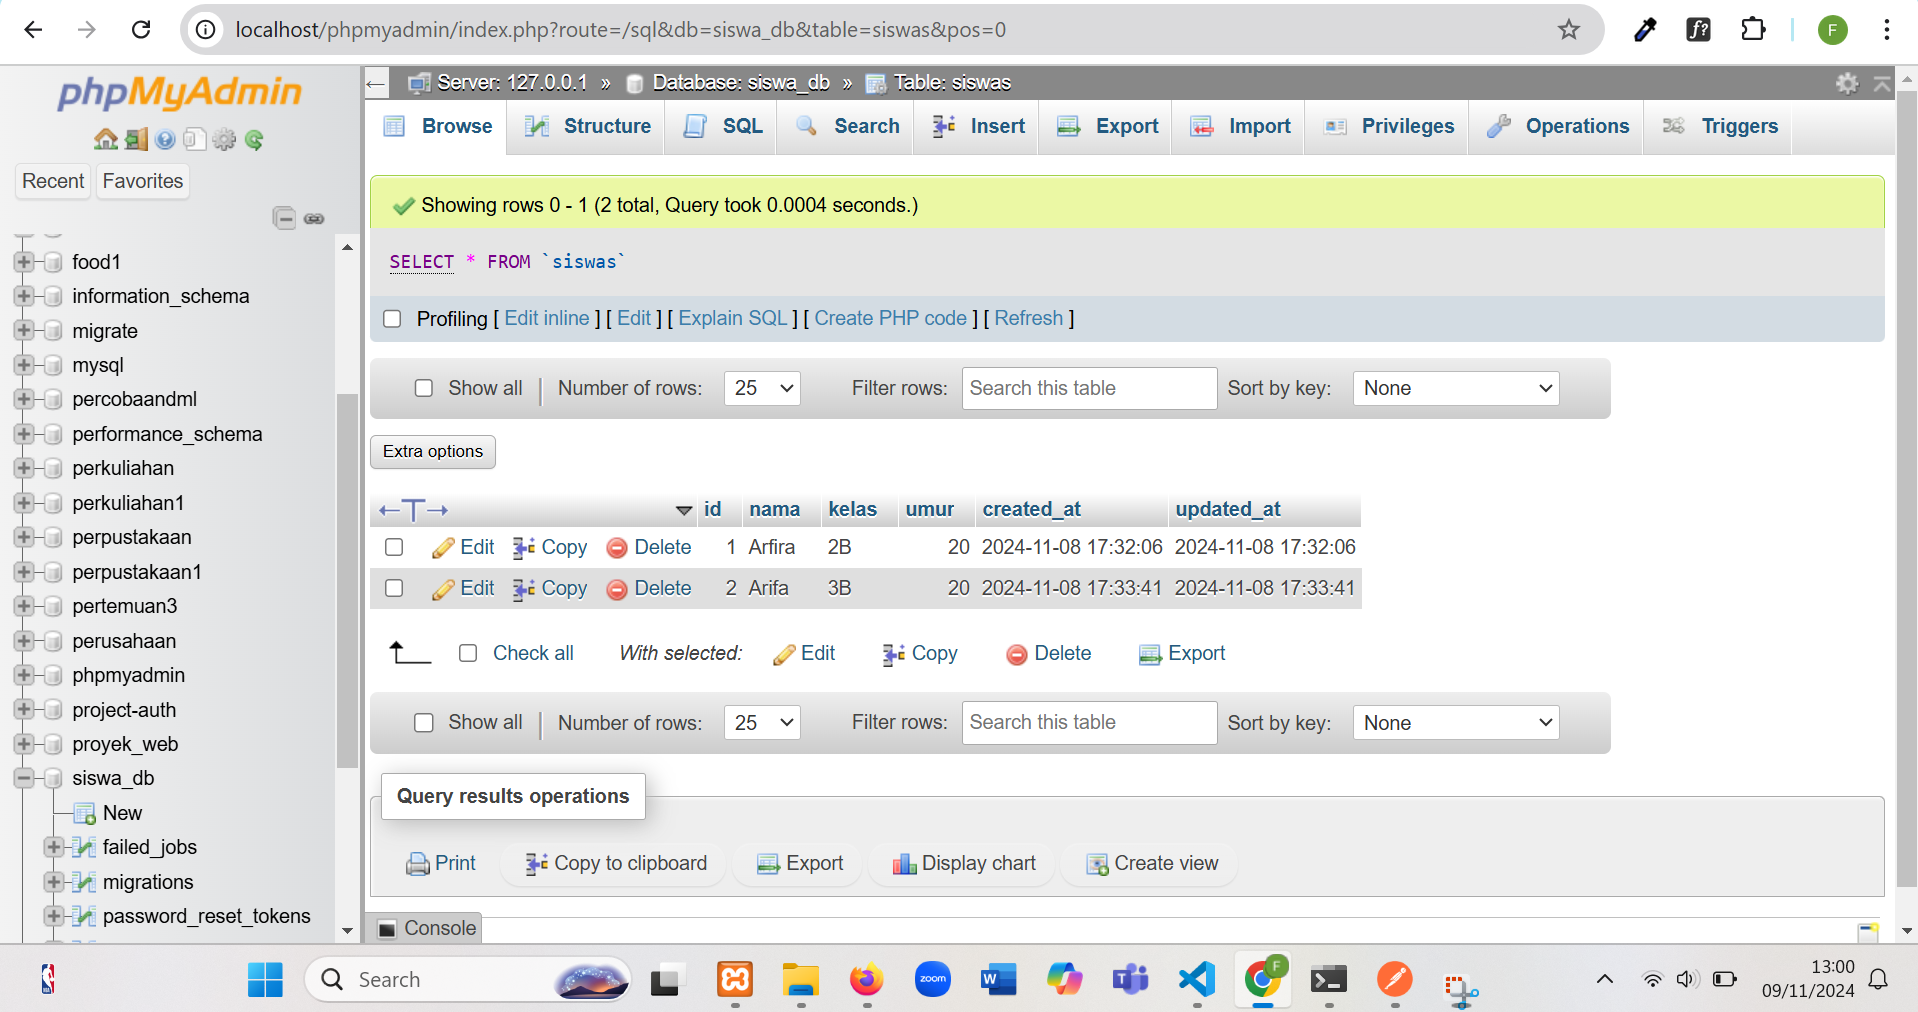 localhost/phpmyadmin/index.php?route=/sql&db=siswa_db&table=siswas&pos=0
f?
F
phpMyAdmin
Recent
Favorites
food1
information_schema
migrate
mysql
percobaandml
performance_schema
perkuliahan
perkuliahan1
perpustakaan
perpustakaan1
pertemuan3
perusahaan
phpmyadmin
project-auth
proyek_web
siswa_db
New
failed_jobs
migrations
password_reset_tokens
Server: 127.0.0.1 » Database: siswa_db » Table: siswas
Browse Structure SQL Search Insert Export Import Privileges Operations Triggers
Showing rows 0 - 1 (2 total, Query took 0.0004 seconds.)
SELECT * FROM `siswas`
Profiling [ Edit inline ] [ Edit ] [ Explain SQL ] [ Create PHP code ] [ Refresh ]
Show all Number of rows: 25 Filter rows: Search this table Sort by key: None
Extra options
←T→ id nama kelas umur created_at updated_at
Edit Copy Delete 1 Arfira 2B 20 2024-11-08 17:32:06 2024-11-08 17:32:06
Edit Copy Delete 2 Arifa 3B 20 2024-11-08 17:33:41 2024-11-08 17:33:41
Check all With selected: Edit Copy Delete Export
Show all Number of rows: 25 Filter rows: Search this table Sort by key: None
Query results operations
Print Copy to clipboard Export Display chart Create view
Console
Search
zoom
W
F
13:00
09/11/2024